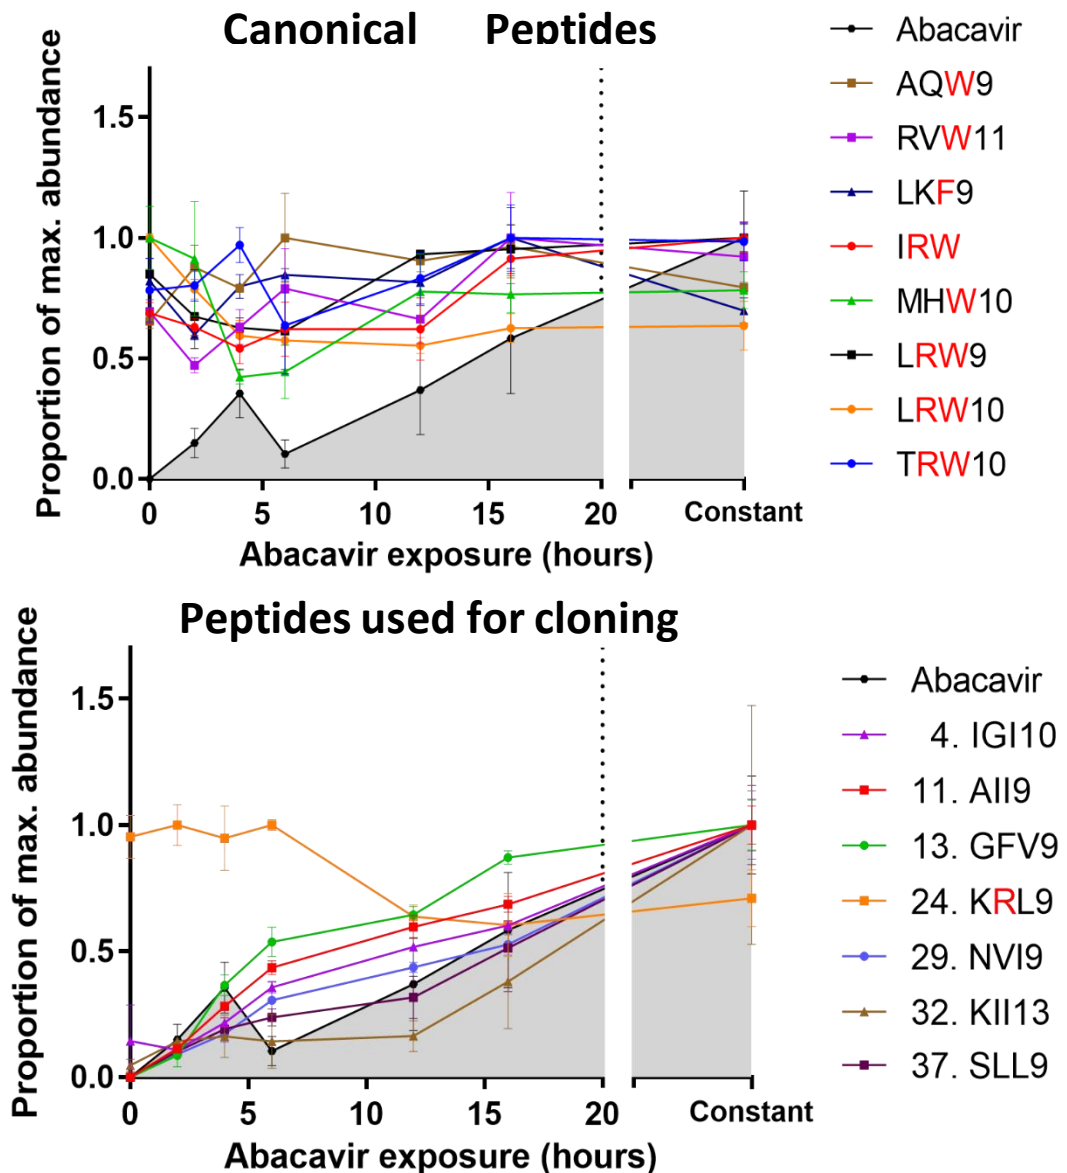 Canonical Peptides
Proportion of max. abundance
1.5
1.0
0.5
0.0
0 5 10 15 20 Constant
Abacavir exposure (hours)
Abacavir
AQW9
RVW11
LKF9
IRW
MHW10
LRW9
LRW10
TRW10
Peptides used for cloning
Proportion of max. abundance
1.5
1.0
0.5
0.0
0 5 10 15 20 Constant
Abacavir exposure (hours)
Abacavir
4. IGI10
11. AII9
13. GFV9
24. KRL9
29. NVI9
32. KII13
37. SLL9